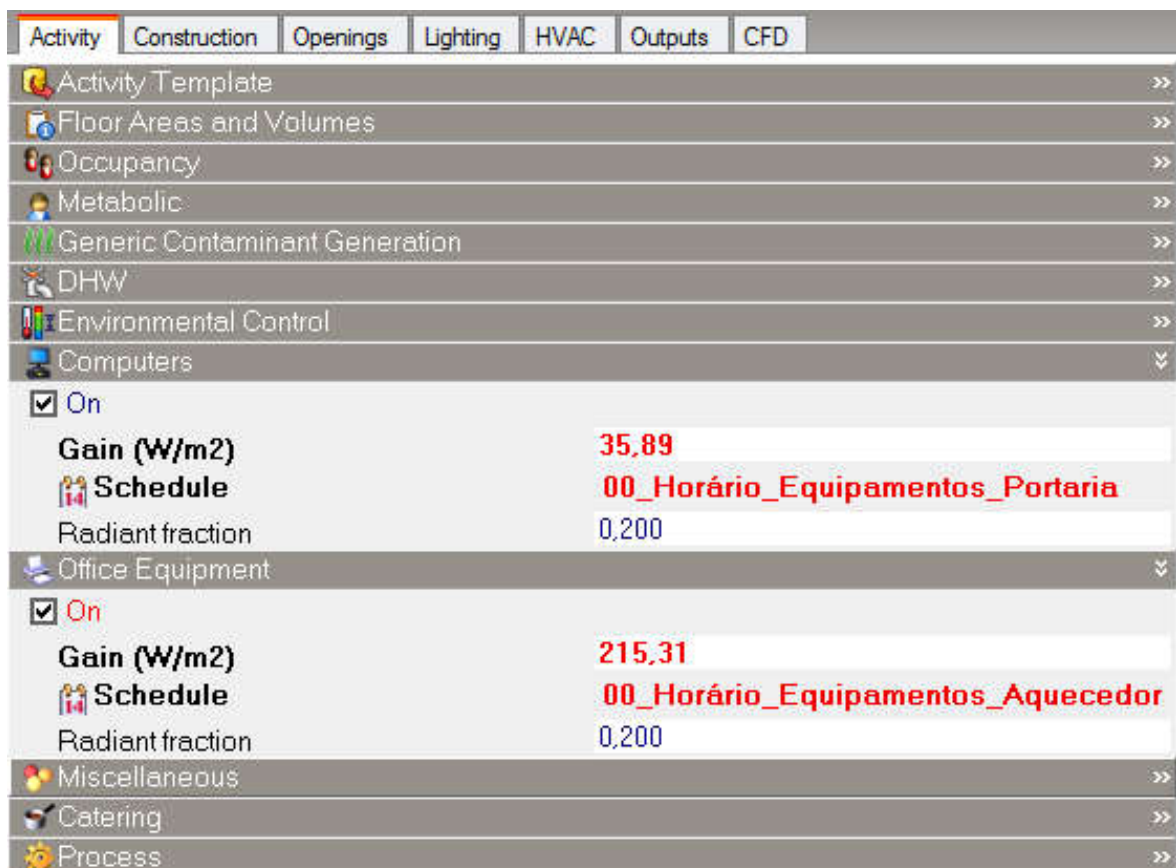 Activity Construction Openings Lighting HVAC Outputs CFD
Activity Template
Floor Areas and Volumes
Occupancy
Metabolic
Generic Contaminant Generation
DHW
Environmental Control
Computers
On
Gain (W/m2) 35,89
Schedule 00_Horário_Equipamentos_Portaria
Radiant fraction 0,200
Office Equipment
On
Gain (W/m2) 215,31
Schedule 00_Horário_Equipamentos_Aquecedor
Radiant fraction 0,200
Miscellaneous
Catering
Process